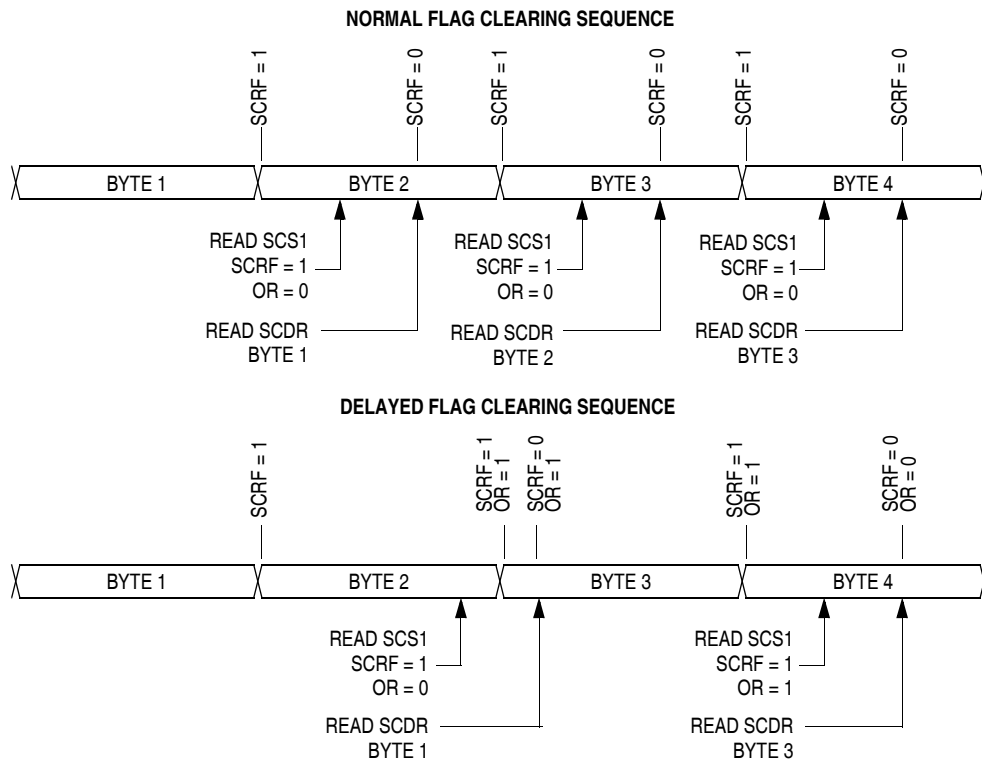 NORMAL FLAG CLEARING SEQUENCE
SCRF = 1
SCRF = 0
SCRF = 1
SCRF = 0
SCRF = 1
SCRF = 0
BYTE 1
BYTE 2
BYTE 3
BYTE 4
READ SCS1
SCRF = 1
OR = 0
READ SCDR
BYTE 1
READ SCS1
SCRF = 1
OR = 0
READ SCDR
BYTE 2
READ SCS1
SCRF = 1
OR = 0
READ SCDR
BYTE 3
DELAYED FLAG CLEARING SEQUENCE
SCRF = 1
SCRF = 1
OR = 1
SCRF = 0
OR = 1
SCRF = 1
OR = 1
SCRF = 0
OR = 0
BYTE 1
BYTE 2
BYTE 3
BYTE 4
READ SCS1
SCRF = 1
OR = 0
READ SCDR
BYTE 1
READ SCS1
SCRF = 1
OR = 1
READ SCDR
BYTE 3